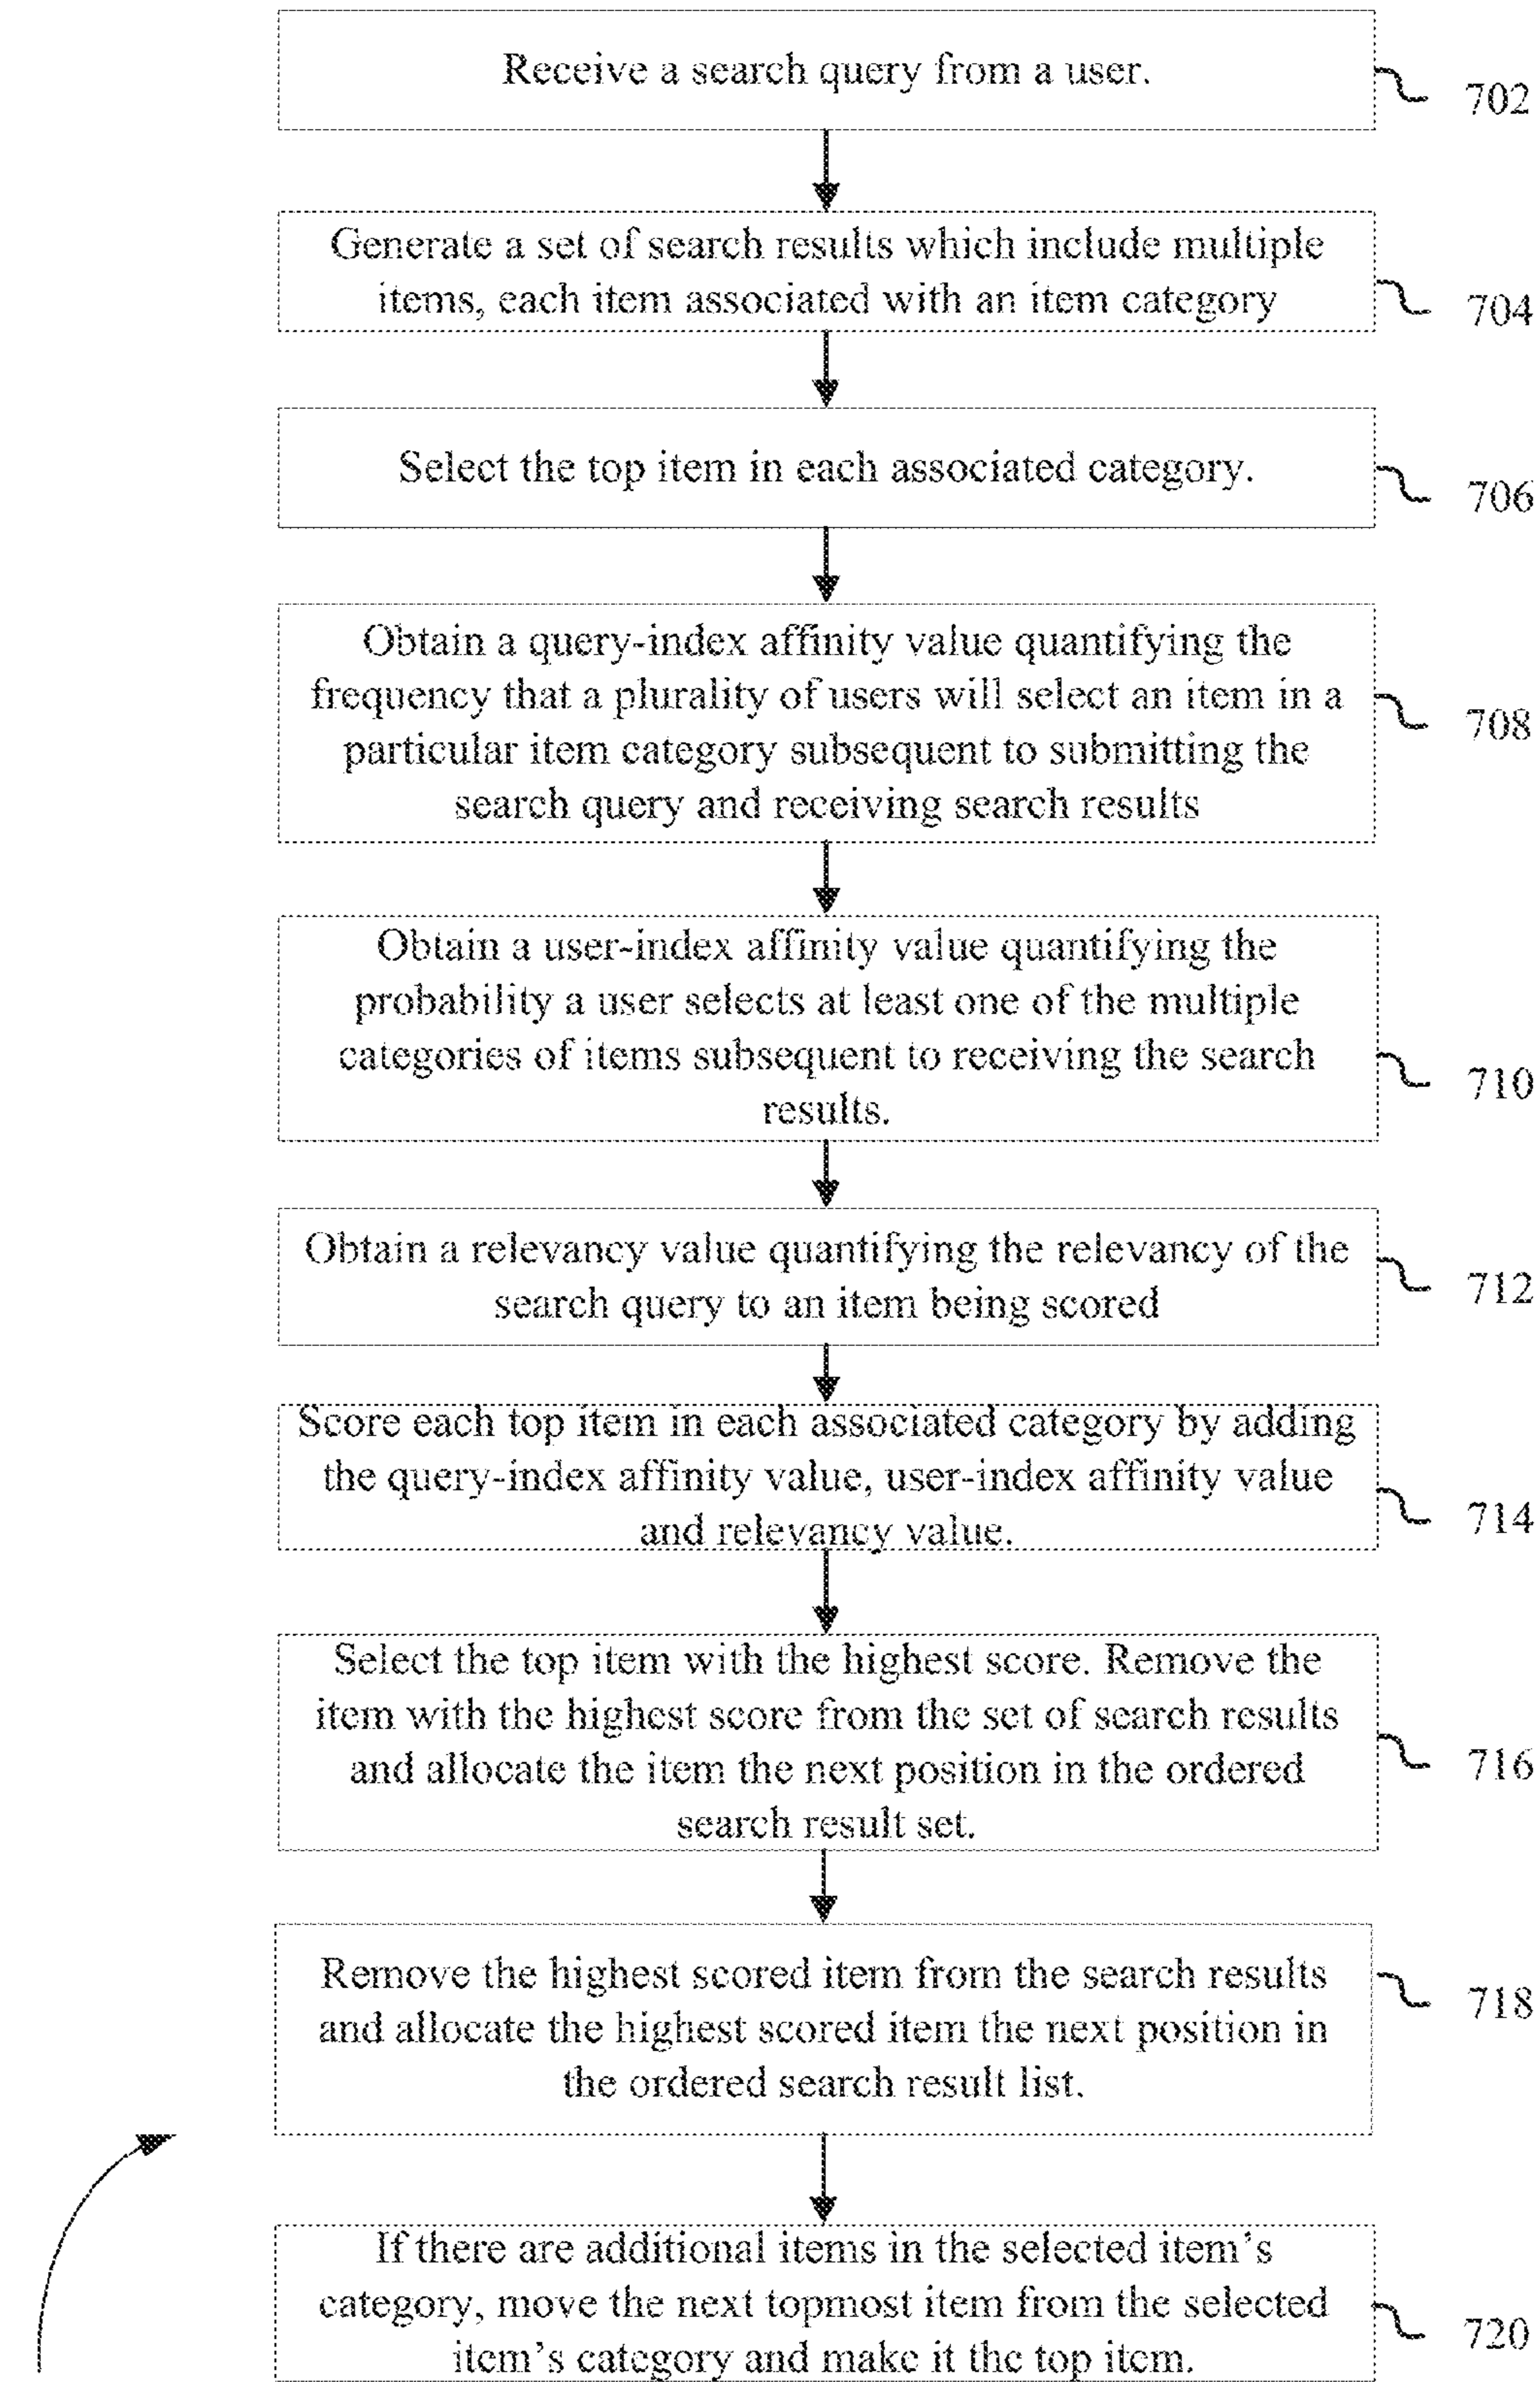 Receive a search query from a user.
702
Generate a set of search results which include multiple
items, each item associated with an item category
704
Select the top item in each associated category.
706
Obtain a query-index affinity value quantifying the
frequency that a plurality of users will select an item in a
particular item category subsequent to submitting the
search query and receiving search results
708
Obtain a user-index affinity value quantifying the
probability a user selects at least one of the multiple
categories of items subsequent to receiving the search
results.
710
Obtain a relevancy value quantifying the relevancy of the
search query to an item being scored
712
Score each top item in each associated category by adding
the query-index affinity value, user-index affinity value
and relevancy value.
714
Select the top item with the highest score. Remove the
item with the highest score from the set of search results
and allocate the item the next position in the ordered
search result set.
716
Remove the highest scored item from the search results
and allocate the highest scored item the next position in
the ordered search result list.
718
If there are additional items in the selected item's
category, move the next topmost item from the selected
item's category and make it the top item.
720